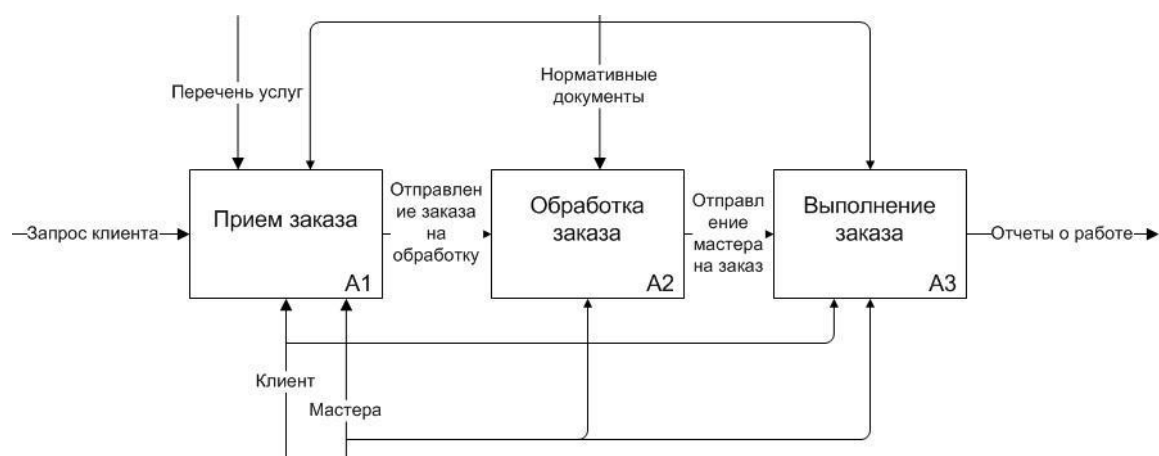 Перечень услуг
Нормативные
документы
Запрос клиента
Прием заказа
A1
Отправлен
ие заказа
на
обработку
Обработка
заказа
A2
Отправл
ение
мастера
на заказ
Выполнение
заказа
A3
Отчеты о работе
Клиент
Мастера